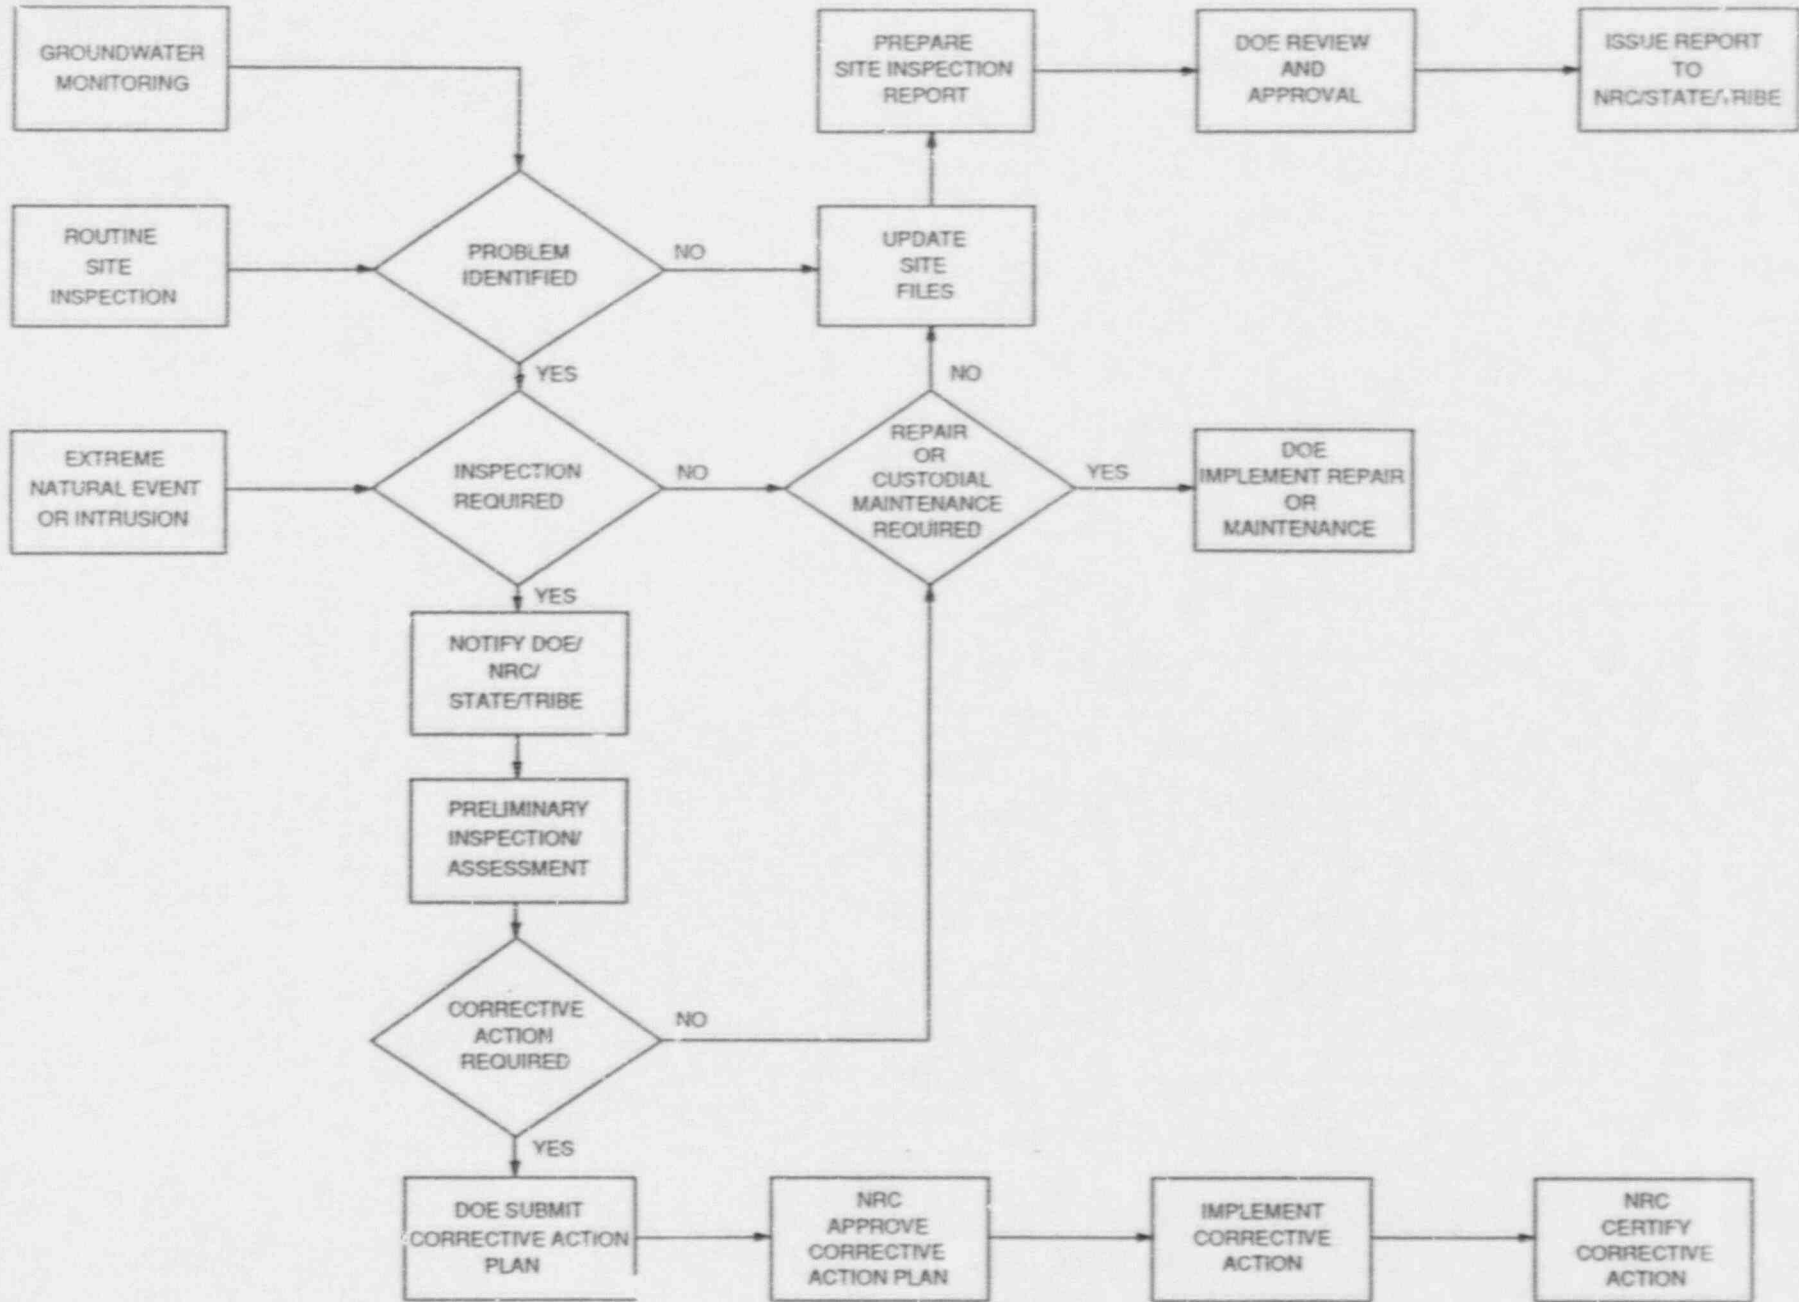 GROUNDWATER
MONITORING
PREPARE
SITE INSPECTION
REPORT
DOE REVIEW
AND
APPROVAL
ISSUE REPORT
TO
NRC/STATE/TRIBE
ROUTINE
SITE
INSPECTION
PROBLEM
IDENTIFIED
NO
UPDATE
SITE
FILES
YES
NO
EXTREME
NATURAL EVENT
OR INTRUSION
INSPECTION
REQUIRED
NO
REPAIR
OR
CUSTODIAL
MAINTENANCE
REQUIRED
YES
DOE
IMPLEMENT REPAIR
OR
MAINTENANCE
YES
NOTIFY DOE/
NRC/
STATE/TRIBE
PRELIMINARY
INSPECTION/
ASSESSMENT
CORRECTIVE
ACTION
REQUIRED
NO
YES
DOE SUBMIT
CORRECTIVE ACTION
PLAN
NRC
APPROVE
CORRECTIVE
ACTION PLAN
IMPLEMENT
CORRECTIVE
ACTION
NRC
CERTIFY
CORRECTIVE
ACTION